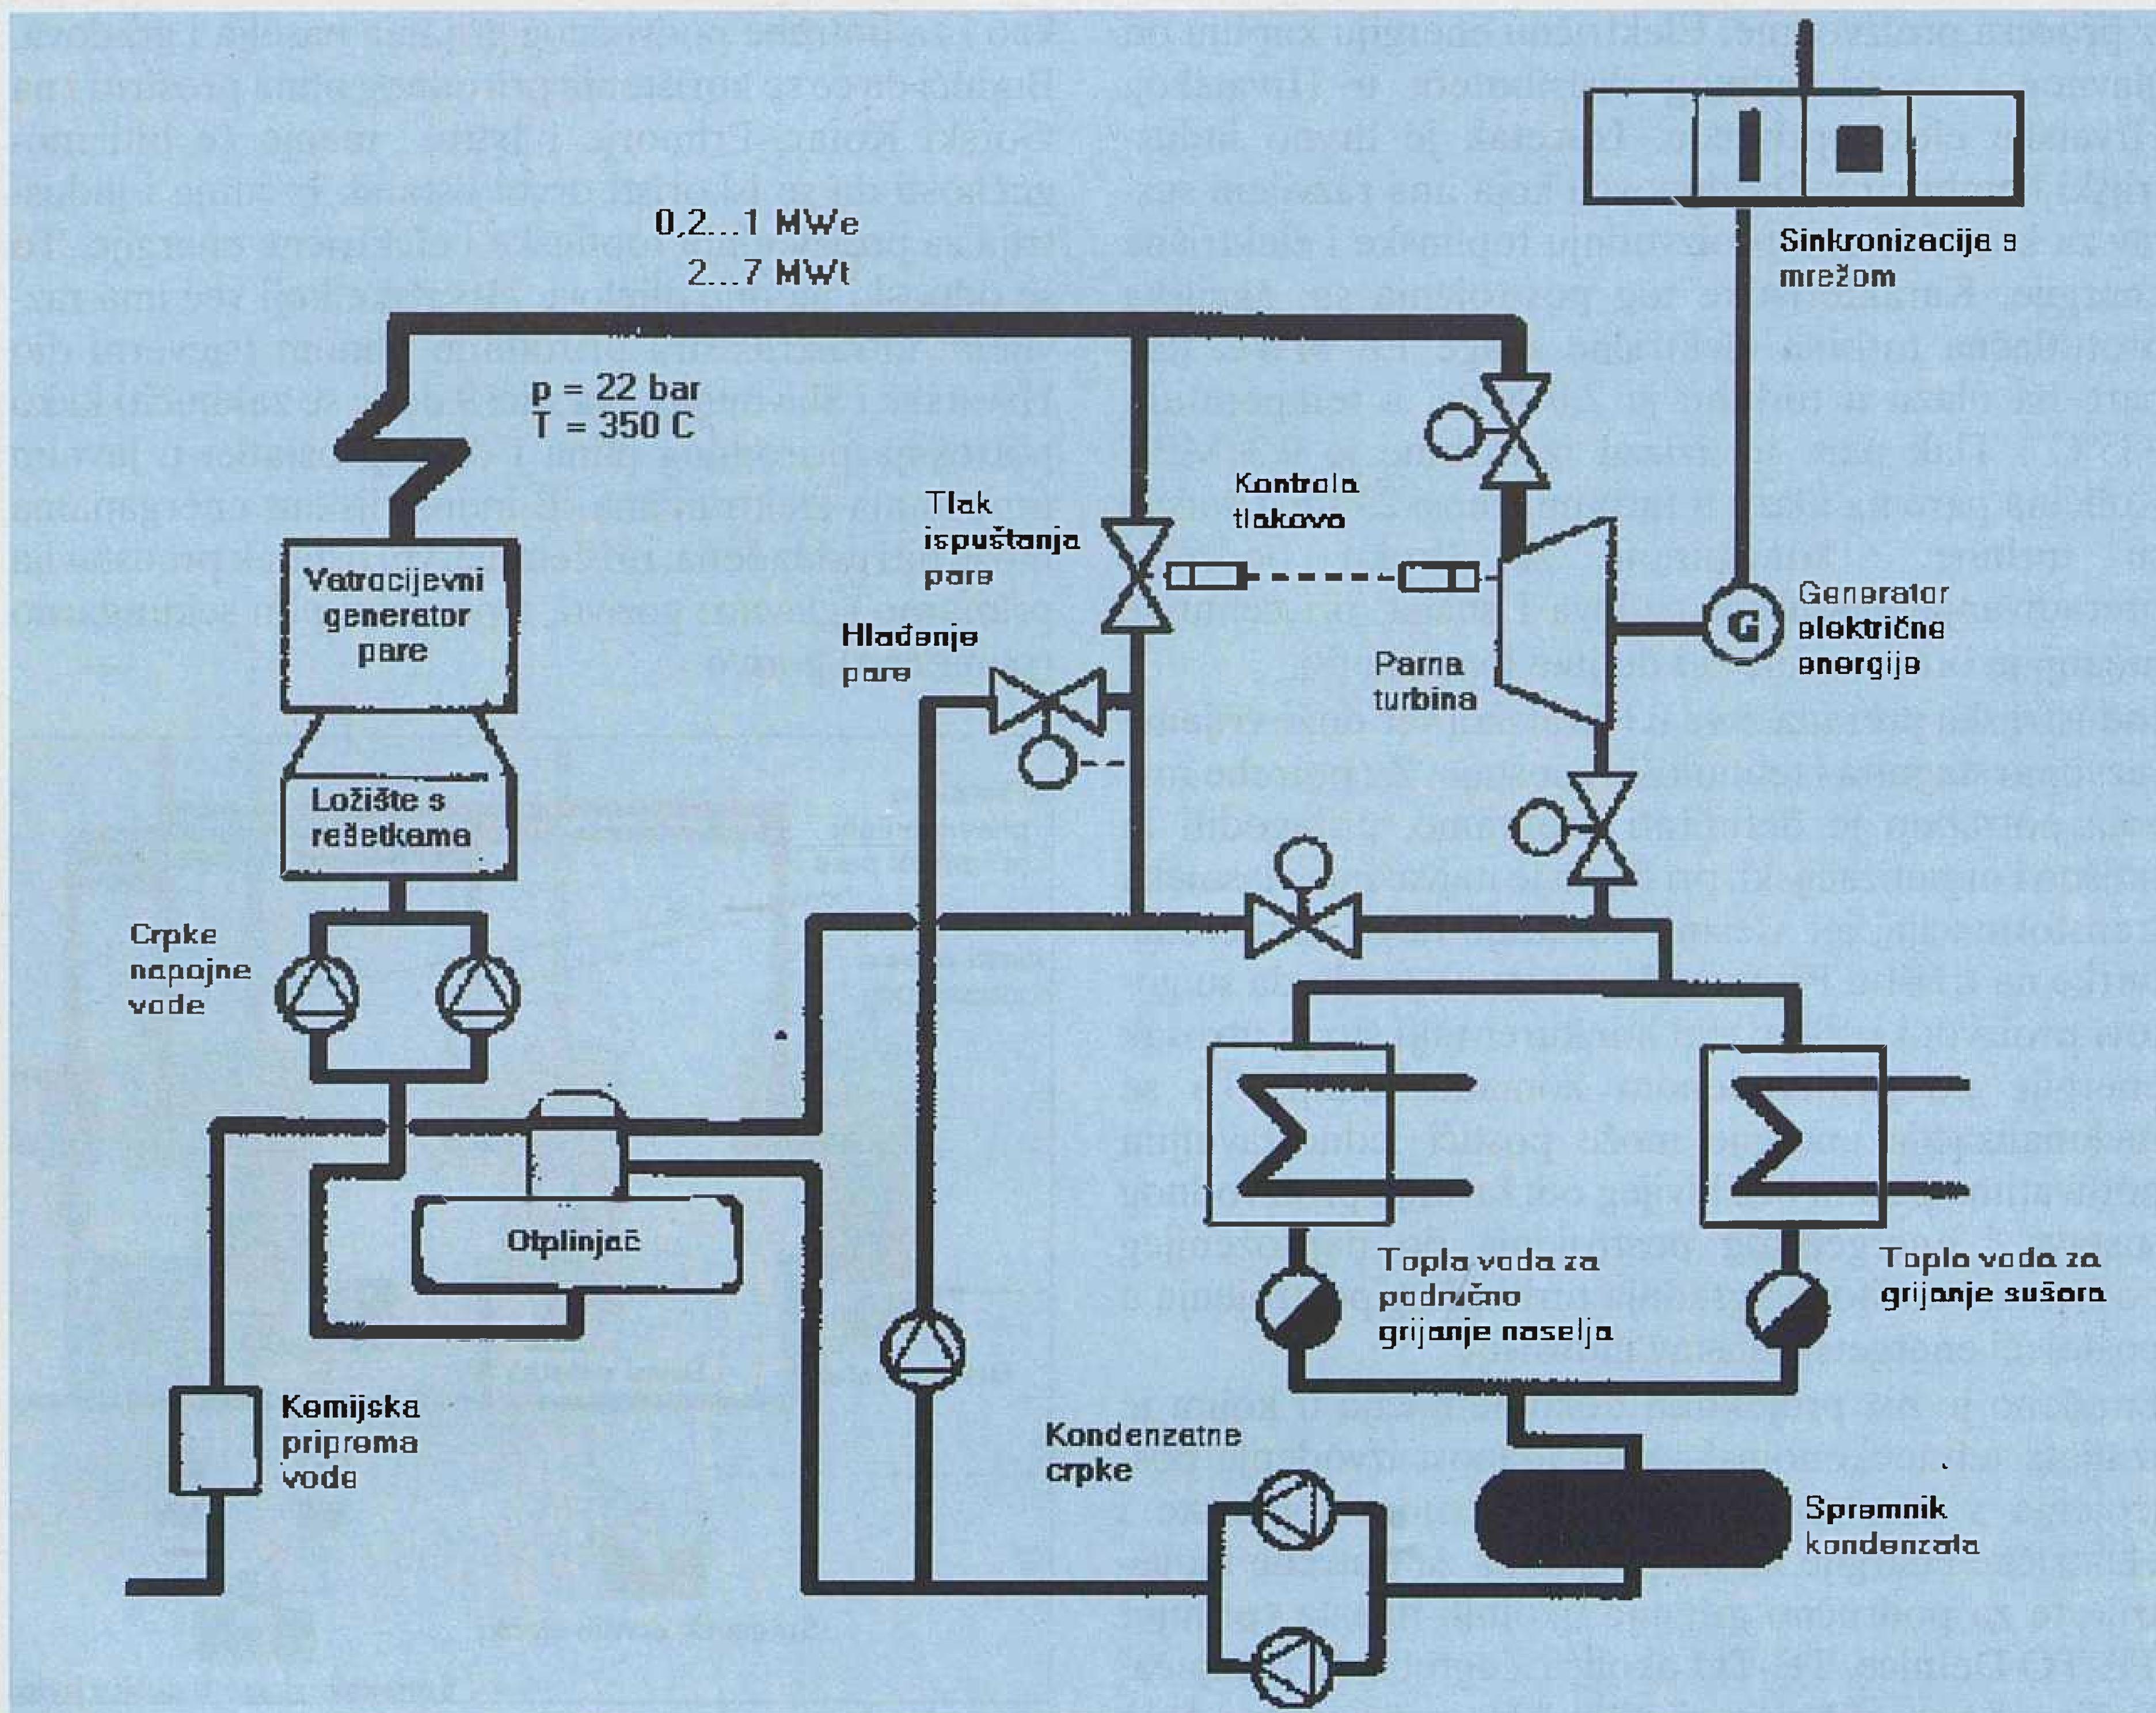 0,2...1 MWe
2...7 MWt
Sinkronizacija s
mrežom
p = 22 bar
T = 350 C
Tlak
ispuštanja
pare
Kontrola
tlakova
Vatrocijevni
generator
pare
Hlađenje
pare
Parna
turbina
G
Generator
električne
energije
Ložište s
rešetkama
Crpke
napojne
vode
Otplinjač
Topla voda za
područno
grijanje naselja
Topla voda za
grijanje sušara
Kemijska
priprema
vode
Kondenzatne
crpke
Spremnik
kondenzata